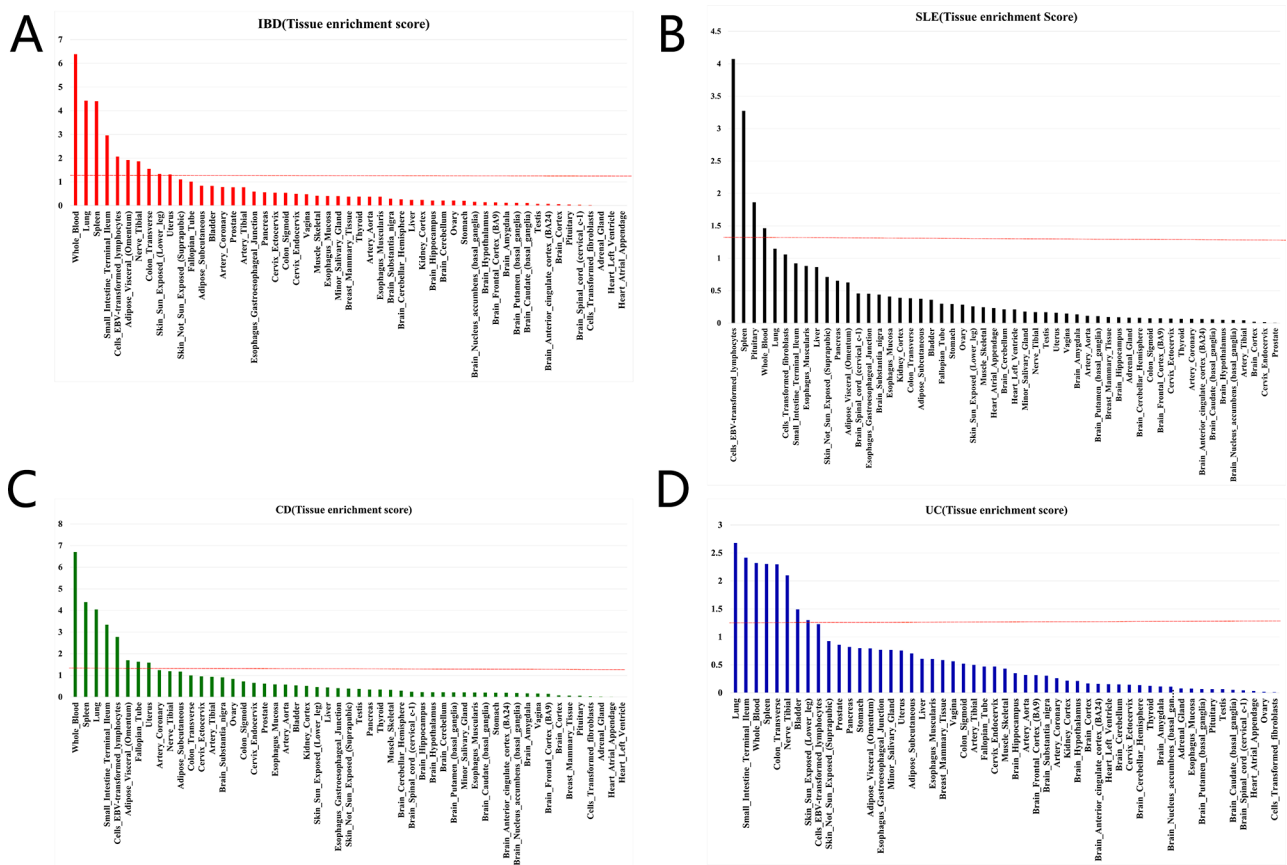 A
IBD(Tissue enrichment score)
7
6
5
4
3
2
1
0
Whole_Blood
Lung
Spleen
Small_Intestine_Terminal_Ileum
Cells_EBV-transformed_lymphocytes
Adipose_Visceral_(Omentum)
Nerve_Tibial
Colon_Transverse
Skin_Sun_Exposed_(Lower_leg)
Uterus
Skin_Not_Sun_Exposed_(Suprapubic)
Fallopian_Tube
Adipose_Subcutaneous
Bladder
Artery_Coronary
Prostate
Artery_Tibial
Esophagus_Gastroesophageal_Junction
Pancreas
Cervix_Ectocervix
Colon_Sigmoid
Cervix_Endocervix
Vagina
Muscle_Skeletal
Esophagus_Mucosa
Minor_Salivary_Gland
Breast_Mammary_Tissue
Thyroid
Artery_Aorta
Esophagus_Muscularis
Brain_Substantia_nigra
Brain_Cerebellar_Hemisphere
Liver
Kidney_Cortex
Brain_Hippocampus
Brain_Cerebellum
Ovary
Stomach
Brain_Nucleus_accumbens_(basal_ganglia)
Brain_Hypothalamus
Brain_Frontal_Cortex_(BA9)
Brain_Amygdala
Brain_Putamen_(basal_ganglia)
Brain_Caudate_(basal_ganglia)
Testis
Brain_Anterior_cingulate_cortex_(BA24)
Brain_Cortex
Pituitary
Brain_Spinal_cord_(cervical_c-1)
Cells_Transformed_fibroblasts
Adrenal_Gland
Heart_Left_Ventricle
Heart_Atrial_Appendage
B
SLE(Tissue enrichment Score)
4.5
4
3.5
3
2.5
2
1.5
1
0.5
0
Cells_EBV-transformed_lymphocytes
Spleen
Pituitary
Whole_Blood
Lung
Cells_Transformed_fibroblasts
Small_Intestine_Terminal_Ileum
Esophagus_Muscularis
Liver
Skin_Not_Sun_Exposed_(Suprapubic)
Pancreas
Adipose_Visceral_(Omentum)
Brain_Spinal_cord_(cervical_c-1)
Esophagus_Gastroesophageal_Junction
Brain_Substantia_nigra
Esophagus_Mucosa
Kidney_Cortex
Colon_Transverse
Adipose_Subcutaneous
Bladder
Fallopian_Tube
Stomach
Ovary
Skin_Sun_Exposed_(Lower_leg)
Muscle_Skeletal
Heart_Atrial_Appendage
Brain_Cerebellum
Heart_Left_Ventricle
Minor_Salivary_Gland
Nerve_Tibial
Testis
Uterus
Vagina
Brain_Amygdala
Artery_Aorta
Brain_Putamen_(basal_ganglia)
Breast_Mammary_Tissue
Brain_Hippocampus
Adrenal_Gland
Brain_Cerebellar_Hemisphere
Colon_Sigmoid
Brain_Frontal_Cortex_(BA9)
Cervix_Ectocervix
Thyroid
Artery_Coronary
Brain_Anterior_cingulate_cortex_(BA24)
Brain_Caudate_(basal_ganglia)
Brain_Hypothalamus
Brain_Nucleus_accumbens_(basal_ganglia)
Artery_Tibial
Brain_Cortex
Cervix_Endocervix
Prostate
C
CD(Tissue enrichment score)
8
7
6
5
4
3
2
1
0
Whole_Blood
Spleen
Lung
Small_Intestine_Terminal_Ileum
Cells_EBV-transformed_lymphocytes
Adipose_Visceral_(Omentum)
Fallopian_Tube
Uterus
Artery_Coronary
Nerve_Tibial
Adipose_Subcutaneous
Colon_Transverse
Cervix_Ectocervix
Artery_Tibial
Brain_Substantia_nigra
Ovary
Colon_Sigmoid
Cervix_Endocervix
Prostate
Esophagus_Mucosa
Artery_Aorta
Bladder
Kidney_Cortex
Skin_Sun_Exposed_(Lower_leg)
Liver
Esophagus_Gastroesophageal_Junction
Skin_Not_Sun_Exposed_(Suprapubic)
Testis
Pancreas
Thyroid
Muscle_Skeletal
Brain_Cerebellar_Hemisphere
Brain_Spinal_cord_(cervical_c-1)
Brain_Hippocampus
Brain_Hypothalamus
Brain_Cerebellum
Brain_Putamen_(basal_ganglia)
Minor_Salivary_Gland
Esophagus_Muscularis
Brain_Caudate_(basal_ganglia)
Stomach
Brain_Anterior_cingulate_cortex_(BA24)
Brain_Nucleus_accumbens_(basal_ganglia)
Brain_Amygdala
Vagina
Brain_Frontal_Cortex_(BA9)
Brain_Cortex
Breast_Mammary_Tissue
Pituitary
Cells_Transformed_fibroblasts
Adrenal_Gland
Heart_Atrial_Appendage
Heart_Left_Ventricle
D
UC(Tissue enrichment score)
3
2.5
2
1.5
1
0.5
0
Lung
Small_Intestine_Terminal_Ileum
Whole_Blood
Spleen
Colon_Transverse
Nerve_Tibial
Bladder
Skin_Sun_Exposed_(Lower_leg)
Cells_EBV-transformed_lymphocytes
Skin_Not_Sun_Exposed_(Suprapubic)
Prostate
Pancreas
Stomach
Adipose_Visceral_(Omentum)
Esophagus_Gastroesophageal_Junction
Minor_Salivary_Gland
Uterus
Adipose_Subcutaneous
Liver
Esophagus_Muscularis
Breast_Mammary_Tissue
Vagina
Colon_Sigmoid
Artery_Tibial
Fallopian_Tube
Cervix_Endocervix
Muscle_Skeletal
Brain_Hippocampus
Artery_Aorta
Brain_Frontal_Cortex_(BA9)
Brain_Substantia_nigra
Artery_Coronary
Kidney_Cortex
Brain_Hypothalamus
Brain_Cortex
Brain_Anterior_cingulate_cortex_(BA24)
Heart_Left_Ventricle
Brain_Cerebellum
Cervix_Ectocervix
Brain_Cerebellar_Hemisphere
Thyroid
Brain_Amygdala
Brain_Nucleus_accumbens_(basal_gan…
Adrenal_Gland
Esophagus_Mucosa
Brain_Putamen_(basal_ganglia)
Pituitary
Testis
Brain_Caudate_(basal_ganglia)
Brain_Spinal_cord_(cervical_c-1)
Heart_Atrial_Appendage
Ovary
Cells_Transformed_fibroblasts